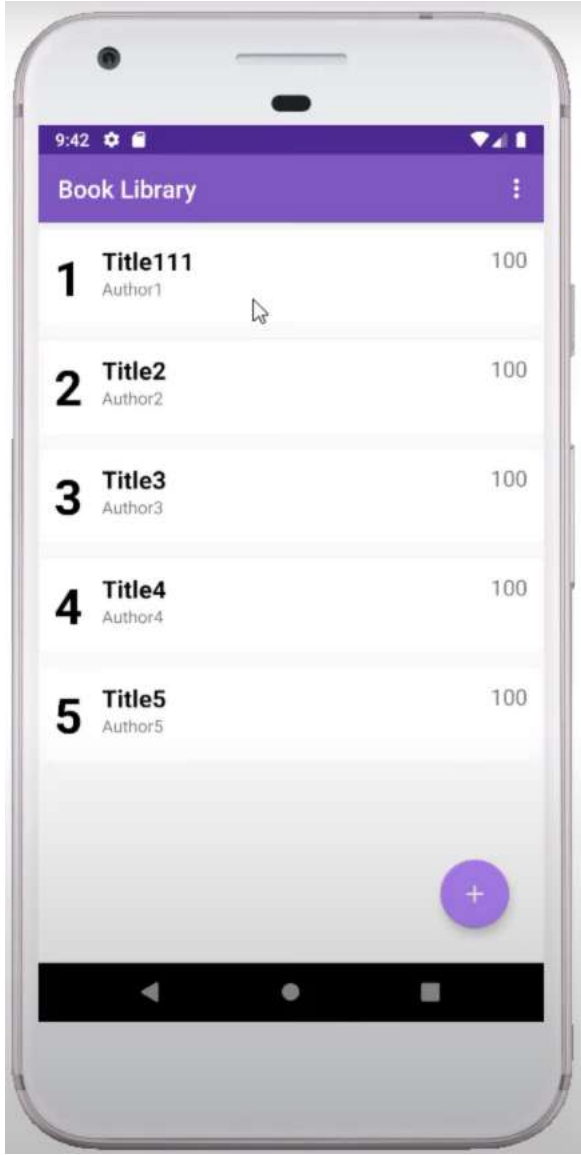 9:42
Book Library
1 Title111 100
Author1
2 Title2 100
Author2
3 Title3 100
Author3
4 Title4 100
Author4
5 Title5 100
Author5
+